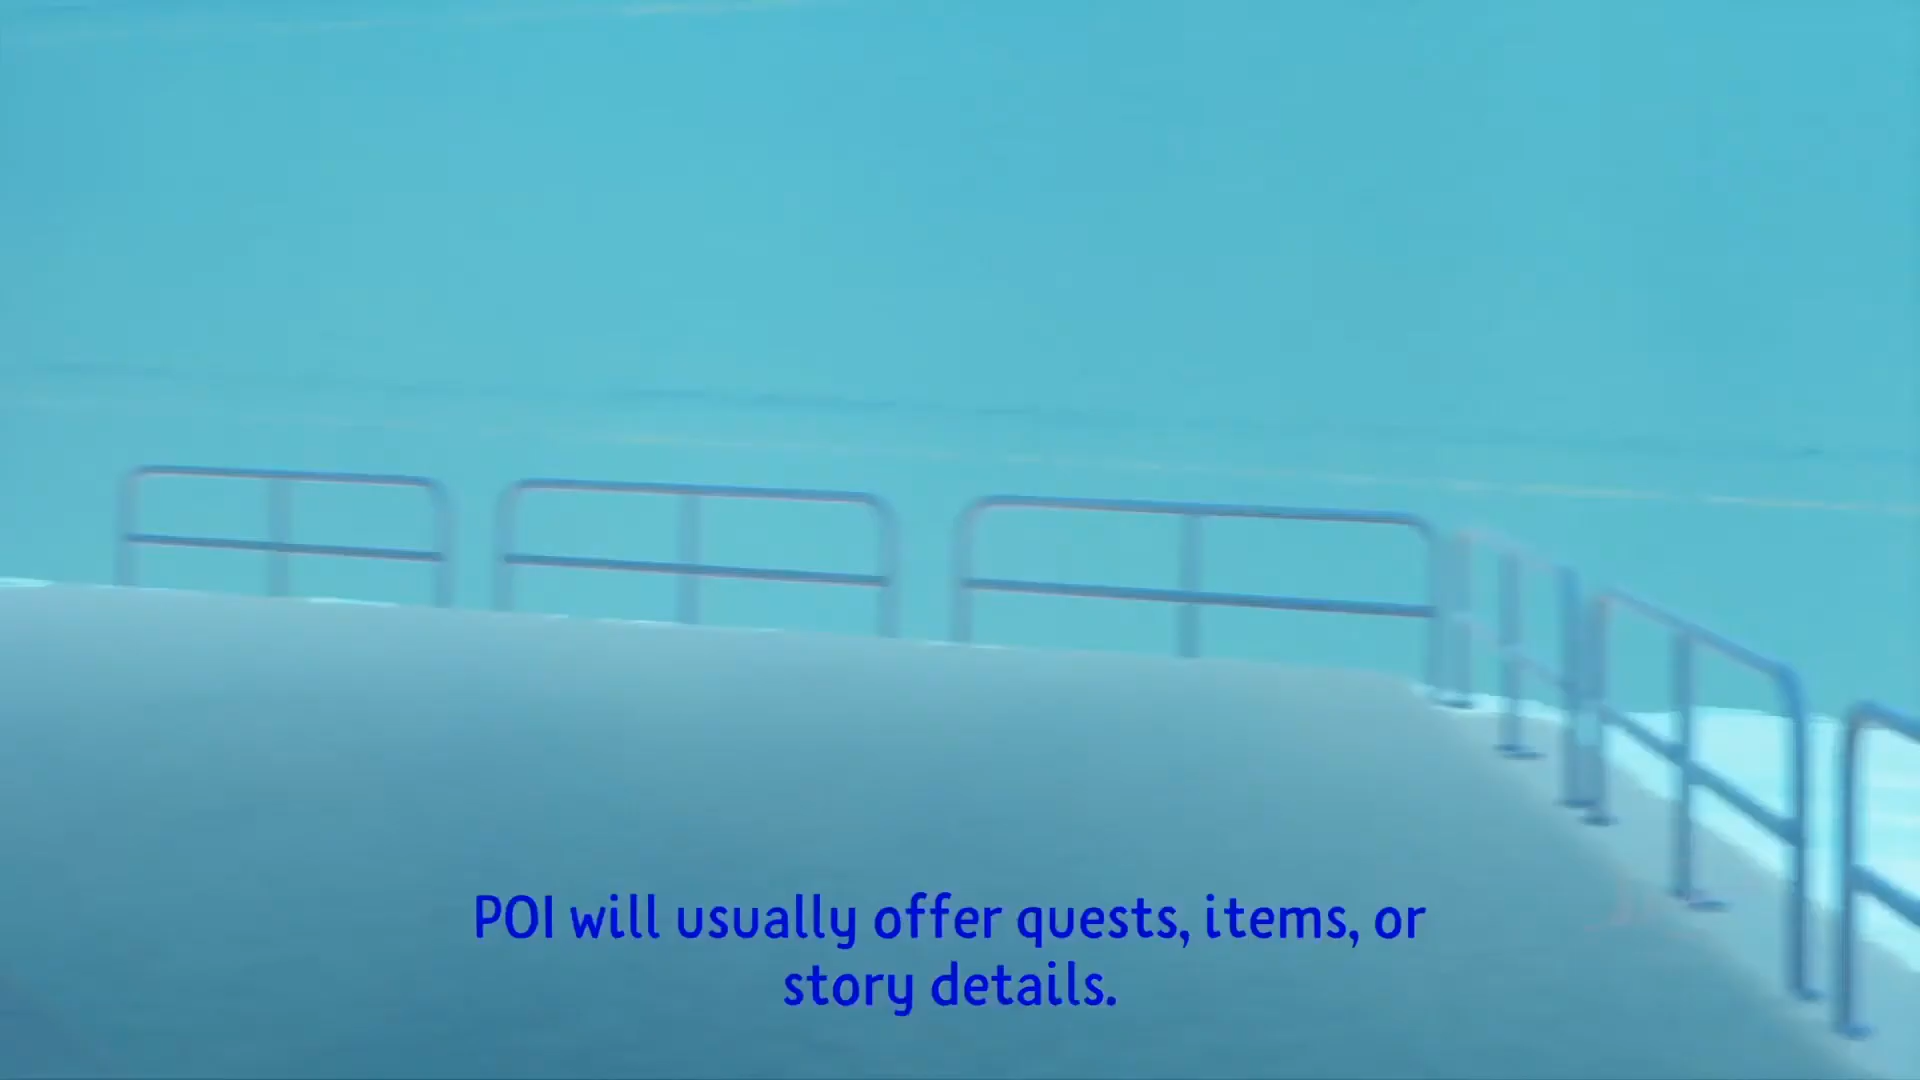 POI will usually offer quests, items, or
story details.